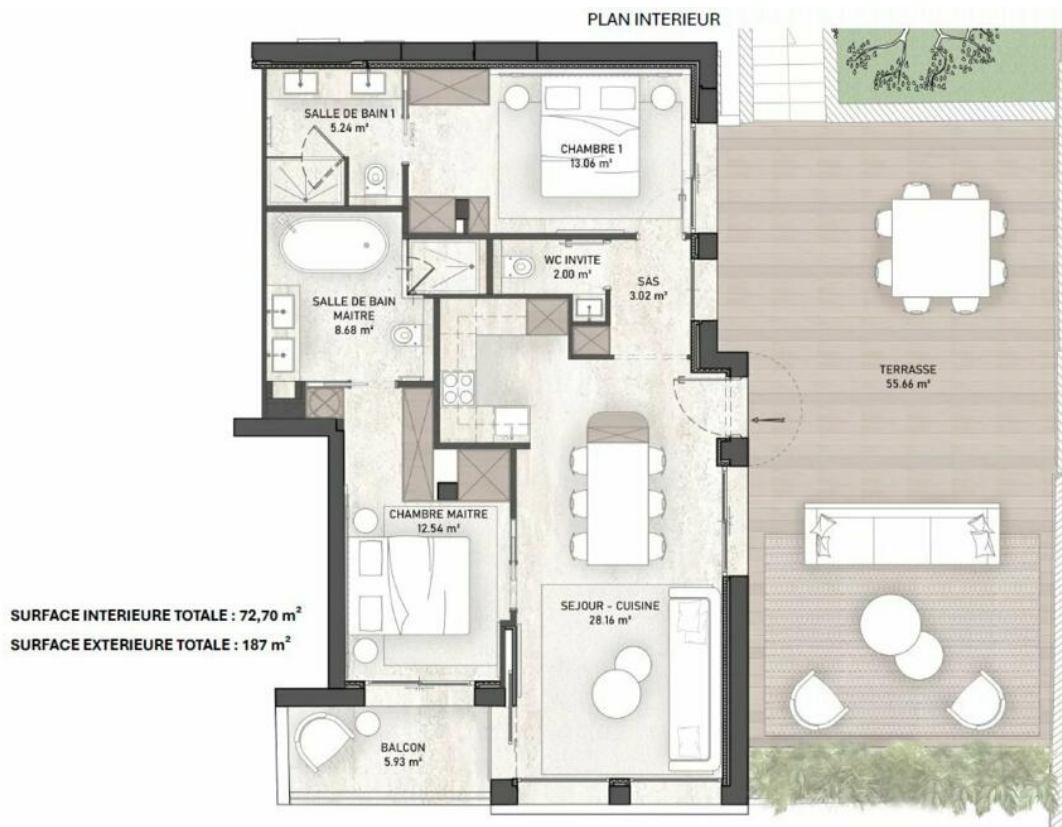 PLAN INTERIEUR
SALLE DE BAIN 1
5.24 m²
CHAMBRE 1
13.06 m²
WC INVITE
2.00 m²
SAS
3.02 m²
SALLE DE BAIN
MAITRE
8.68 m²
TERRASSE
55.66 m²
CHAMBRE MAITRE
12.54 m²
SEJOUR - CUISINE
28.16 m²
SURFACE INTERIEURE TOTALE : 72,70 m²
SURFACE EXTERIEURE TOTALE : 187 m²
BALCON
5.93 m²